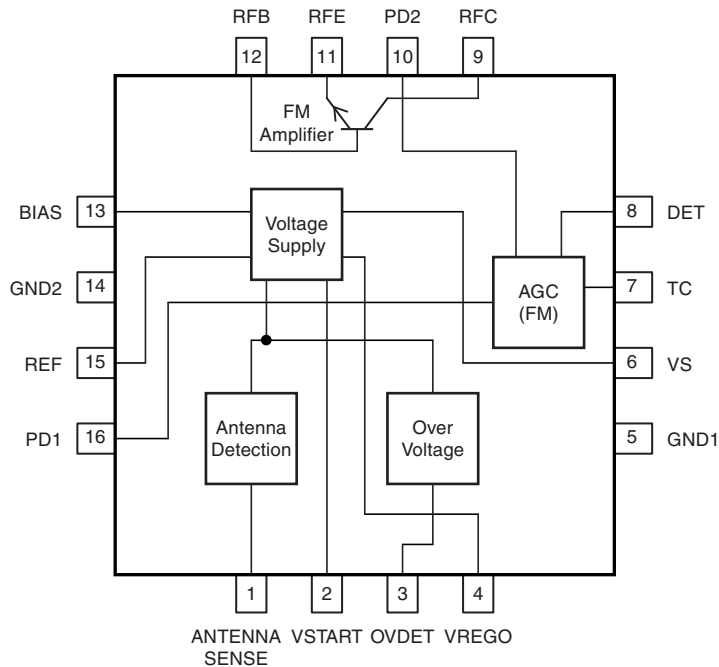 RFB RFE PD2 RFC
12 11 10 9
FM
Amplifier
BIAS 13
Voltage
Supply
8 DET
GND2 14
AGC
(FM)
7 TC
REF 15
6 VS
PD1 16
Antenna
Detection
Over
Voltage
5 GND1
1 2 3 4
ANTENNA
SENSE
VSTART OVDET VREGO